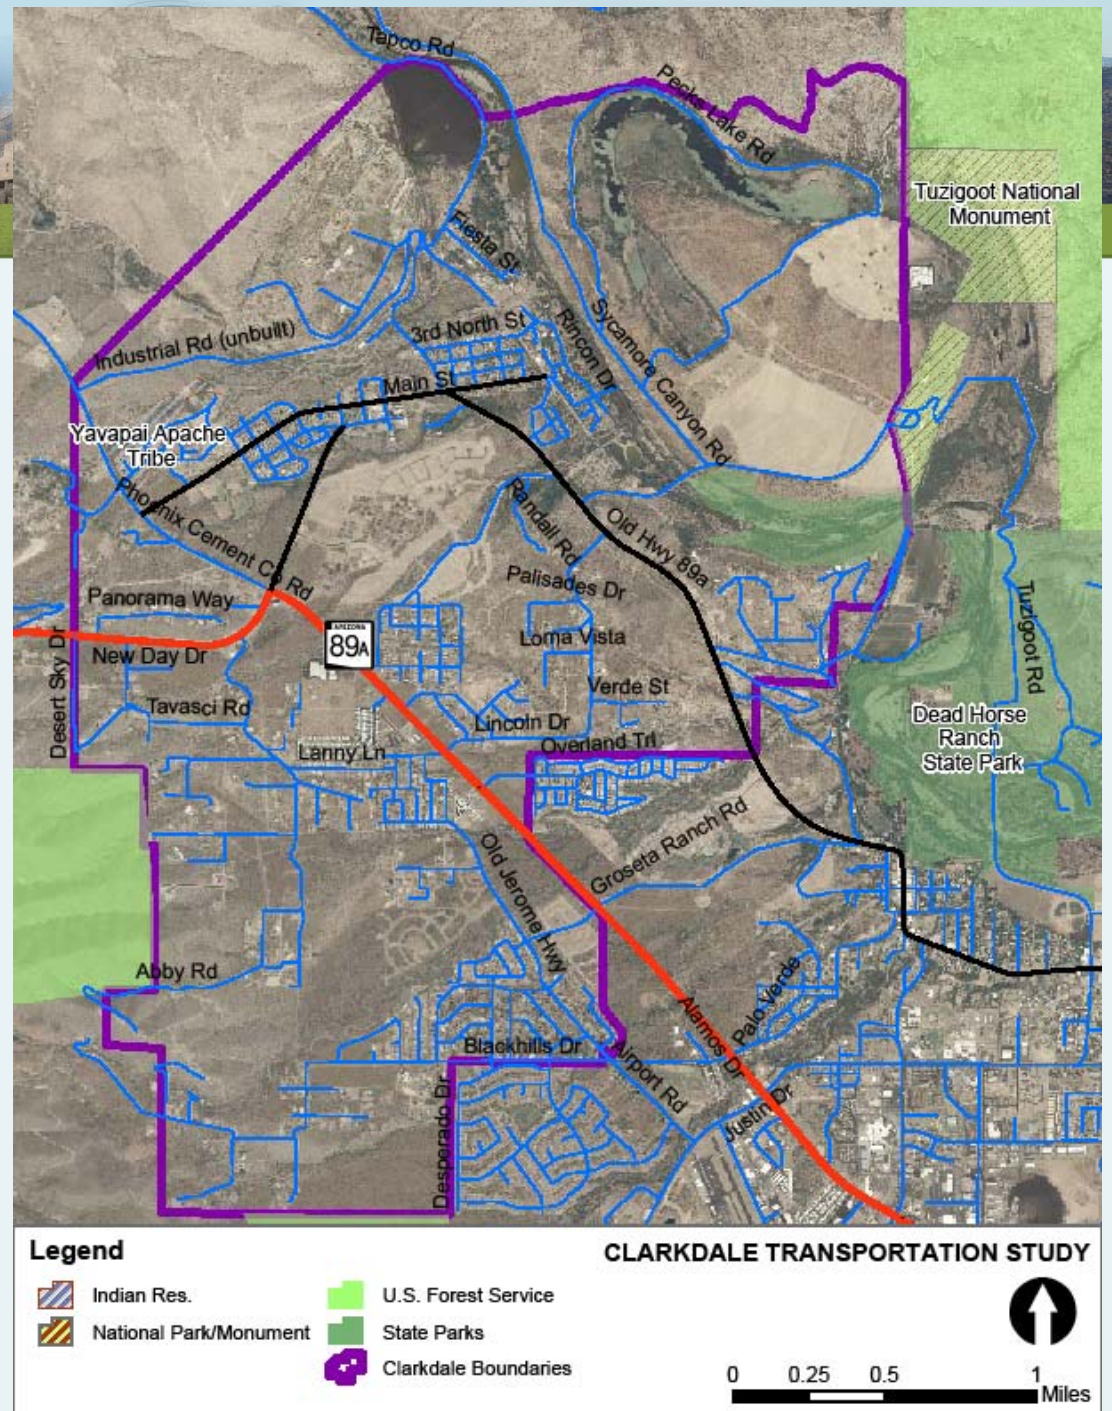 Tapco Rd
Pecks Lake Rd
Tuzigoot National
Monument
Fiesta St
3rd North St
Rincon Dr
Sycamore Canyon Rd
Industrial Rd (unbuilt)
Main St
Yavapai Apache
Tribe
Phoenix Cement Co Rd
Randall Rd
Old Hwy 89a
Palisades Dr
Panorama Way
ARIZONA
89A
Loma Vista
Tuzigoot Rd
New Day Dr
Desert Sky Dr
Verde St
Tavasci Rd
Lincoln Dr
Dead Horse
Ranch
State Park
Lanny Ln
Overland Trl
Groseta Ranch Rd
Old Jerome Hwy
Abby Rd
Palo Verde
Alamos Dr
Blackhills Dr
Airport Rd
Justin Dr
Desperado Dr
Legend
CLARKDALE TRANSPORTATION STUDY
Indian Res.
U.S. Forest Service
National Park/Monument
State Parks
Clarkdale Boundaries
0 0.25 0.5 1
Miles